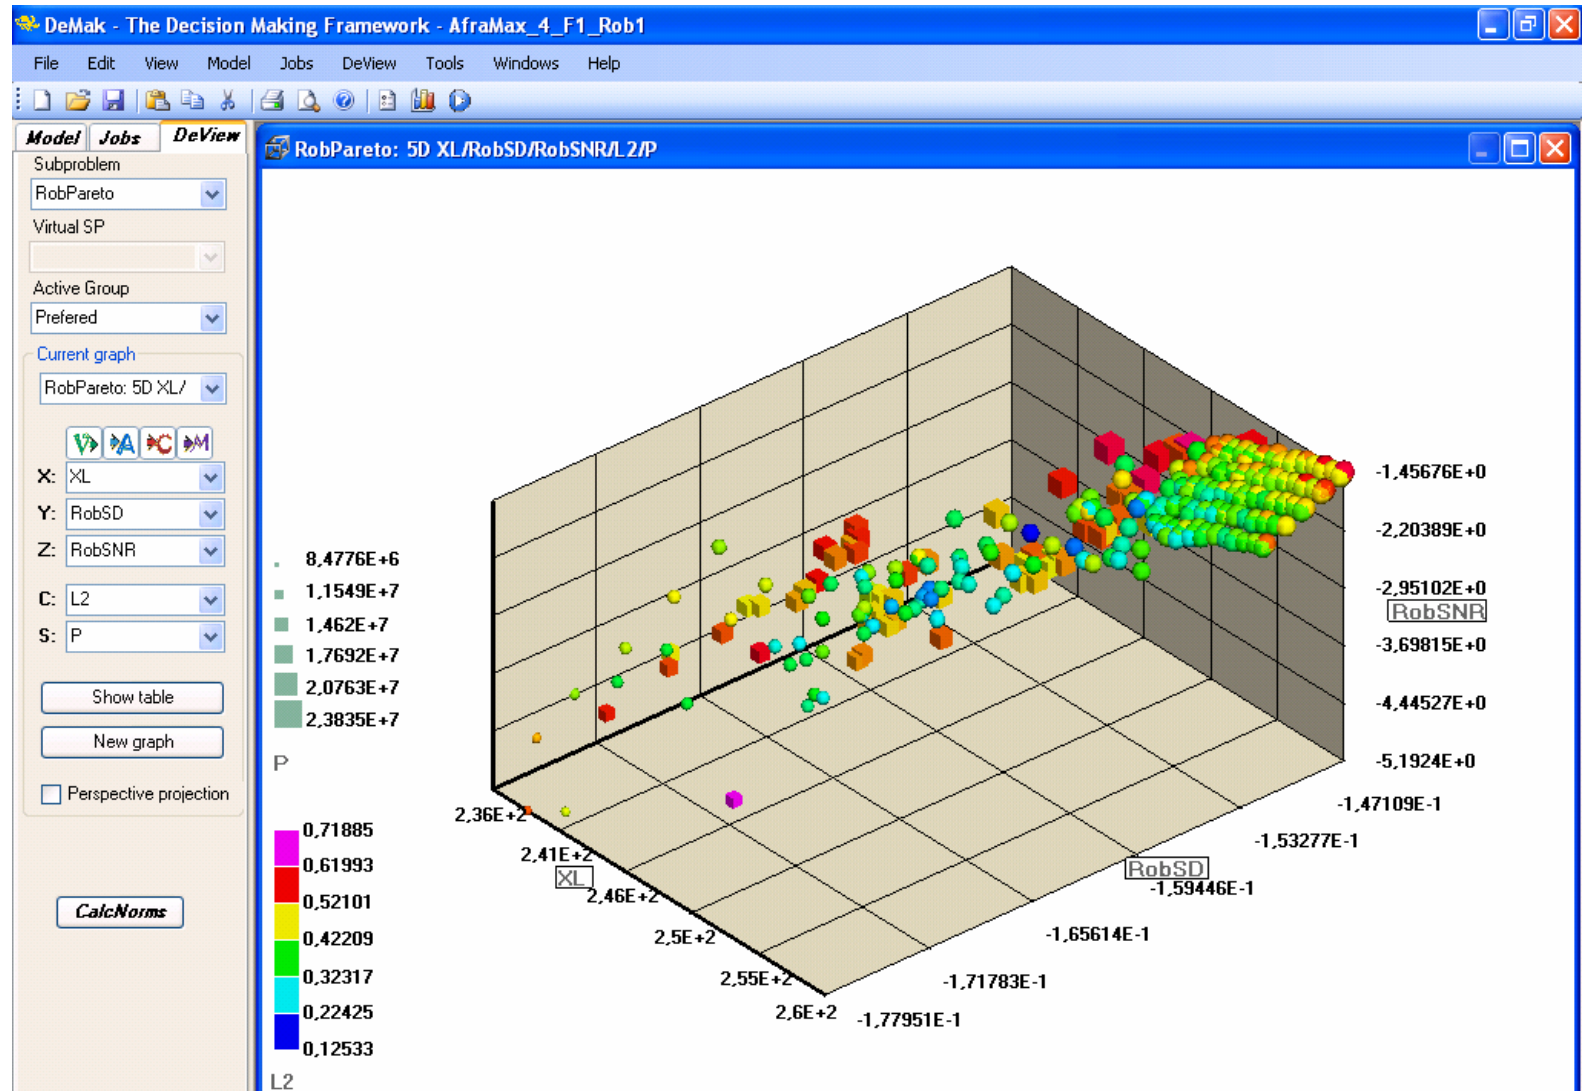 DeMak - The Decision Making Framework - AfraMax_4_F1_Rob1
File Edit View Model Jobs DeView Tools Windows Help
Model Jobs DeView
Subproblem
RobPareto
Virtual SP
Active Group
Prefered
Current graph
RobPareto: 5D XL/
V A C M
X: XL
Y: RobSD
Z: RobSNR
C: L2
S: P
Show table
New graph
Perspective projection
CalcNorms
RobPareto: 5D XL/RobSD/RobSNR/L2/P
8,4776E+6
1,1549E+7
1,462E+7
1,7692E+7
2,0763E+7
2,3835E+7
P
0,71885
0,61993
0,52101
0,42209
0,32317
0,22425
0,12533
L2
2,36E+2
2,41E+2
XL
2,46E+2
2,5E+2
2,55E+2
2,6E+2
-1,77951E-1
-1,71783E-1
-1,65614E-1
-1,59446E-1
RobSD
-1,53277E-1
-1,47109E-1
-1,45676E+0
-2,20389E+0
-2,95102E+0
RobSNR
-3,69815E+0
-4,44527E+0
-5,1924E+0